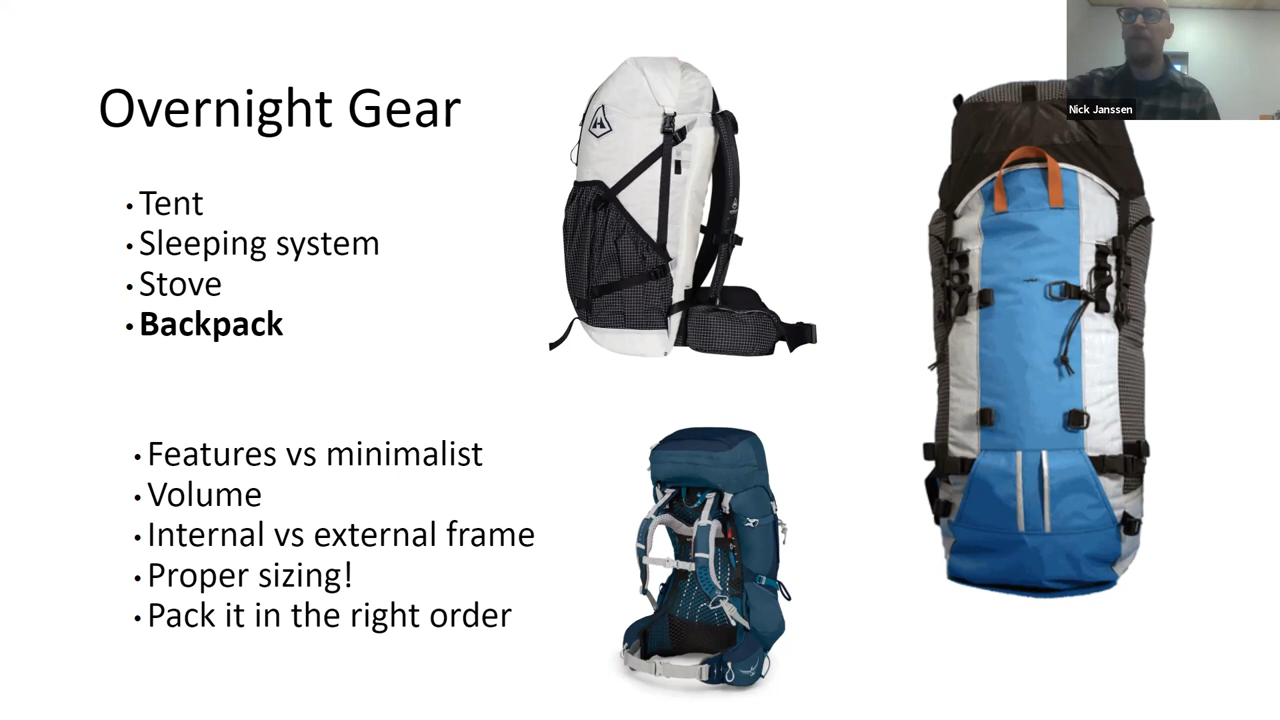 Overnight Gear
• Tent
• Sleeping system
• Stove
• Backpack
• Features vs minimalist
• Volume
• Internal vs external frame
• Proper sizing!
• Pack it in the right order
Nick Janssen